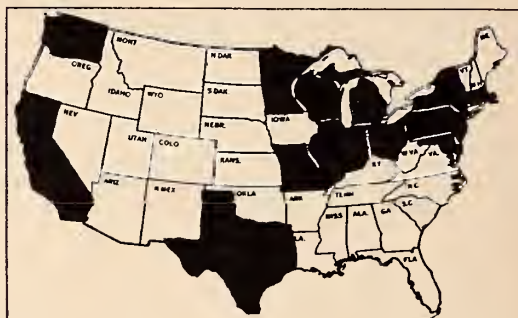 ME.
MONT.
N.DAK.
VT.
OREG.
N.H.
IDAHO
WYO
S.DAK.
IOWA
NEBR.
NEV
UTAH
COLO
KANS.
KY.
W.VA.
VA.
ARIZ
N.MEX
OKLA
ARK
TENN
N.C.
S.C.
MISS
ALA.
GA
LA.
FLA